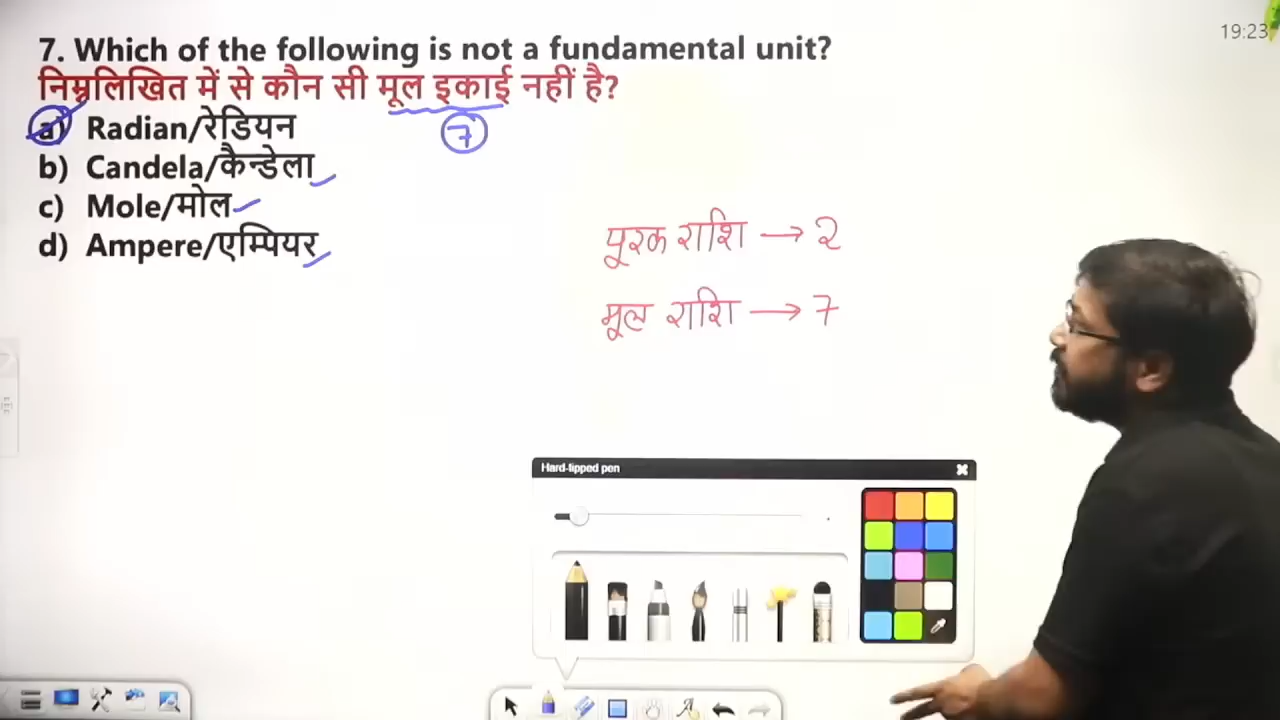 19:23
7. Which of the following is not a fundamental unit?
निम्नलिखित में से कौन सी मूल इकाई नहीं है?
7
a) Radian/रेडियन
b) Candela/कैन्डेला
c) Mole/मोल
d) Ampere/एम्पियर
पूरक राशि → 2
मूल राशि → 7
Hard-tipped pen